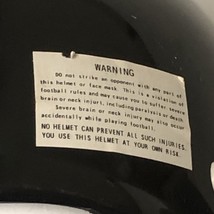 WARNING
Do not strike an opponent with any part of
this helmet or face mask. This is a violation of
football rules and may cause you to suffer severe
brain or neck injury, including paralysis or death.
Severe brain or neck injury may also occur
accidentally while playing football.
NO HELMET CAN PREVENT ALL SUCH INJURIES.
YOU USE THIS HELMET AT YOUR OWN RISK.